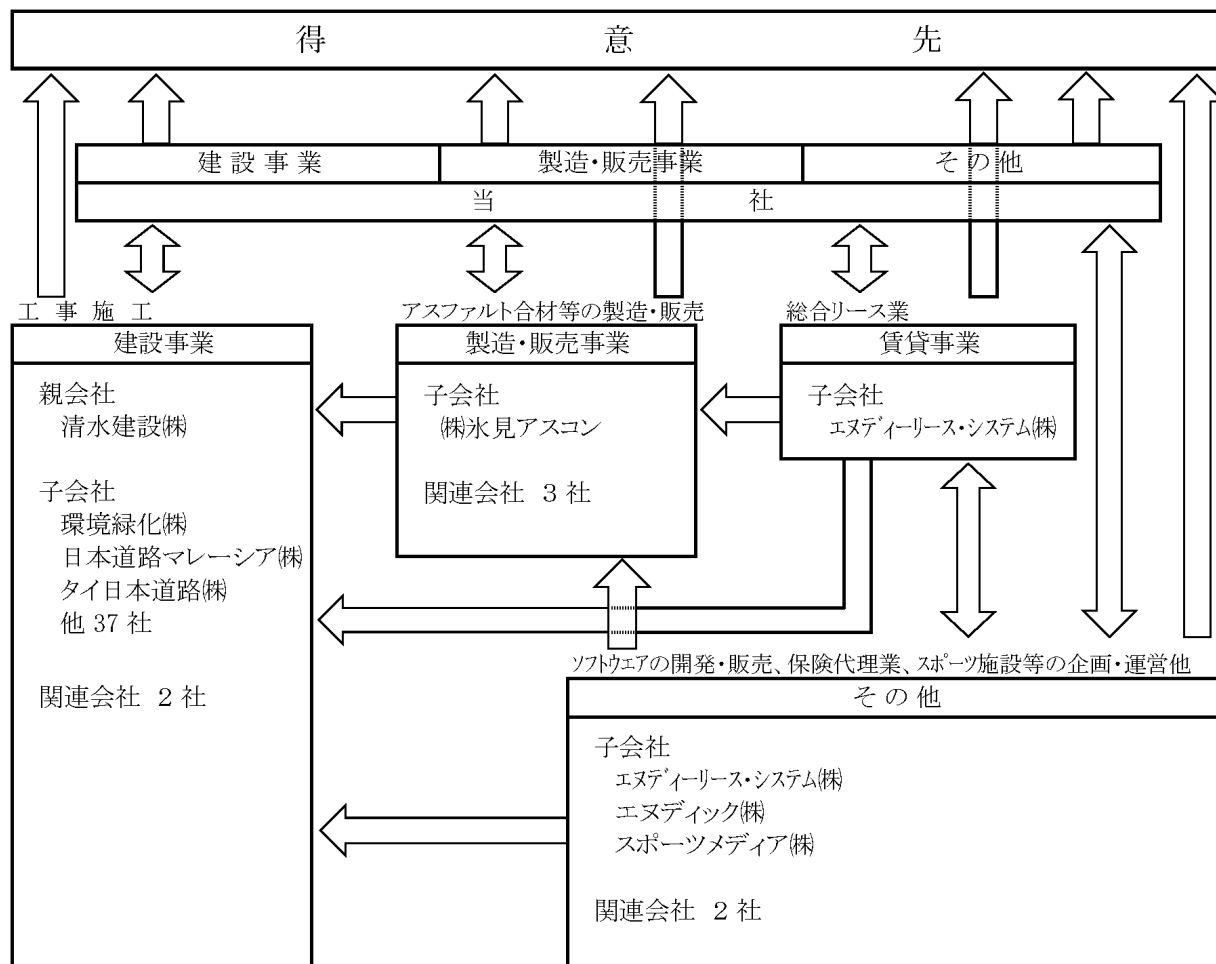 得意先
建設事業
製造・販売事業
その他
当社
工事施工
建設事業
親会社
清水建設㈱
子会社
環境緑化㈱
日本道路マレーシア㈱
タイ日本道路㈱
他 37 社
関連会社 2 社
アスファルト合材等の製造・販売
製造・販売事業
子会社
㈱氷見アスコン
関連会社 3 社
総合リース業
賃貸事業
子会社
エヌディーリース・システム㈱
ソフトウエアの開発・販売、保険代理業、スポーツ施設等の企画・運営他
その他
子会社
エヌディーリース・システム㈱
エヌディック㈱
スポーツメディア㈱
関連会社 2 社